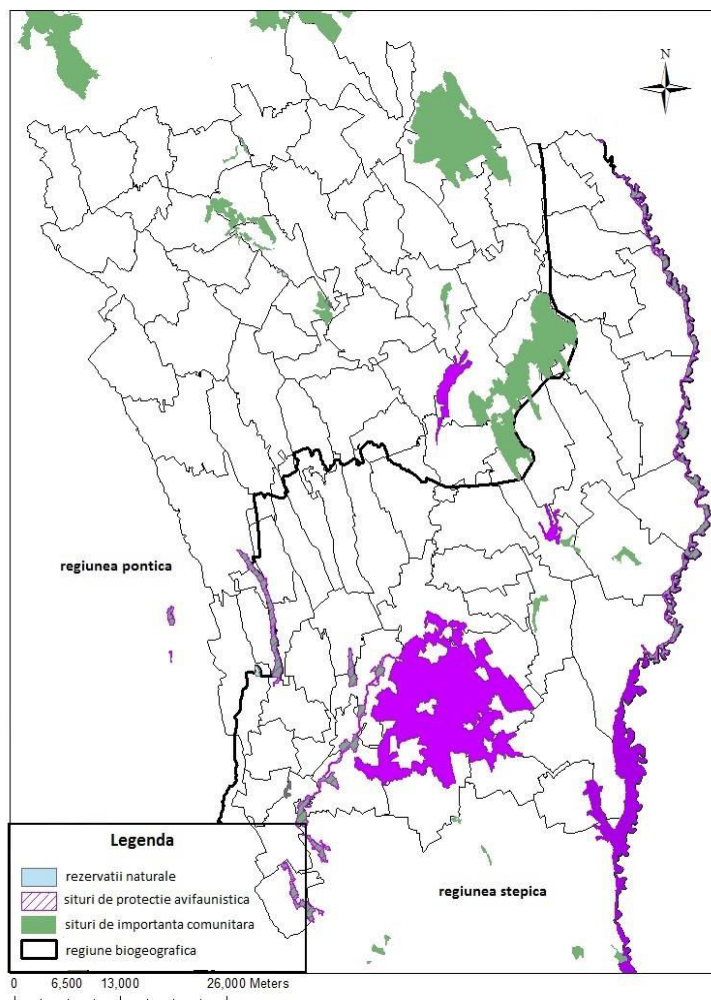 N
regiunea pontica
regiunea stepica
Legenda
rezervatii naturale
situri de protectie avifaunistica
situri de importanta comunitara
regiune biogeografica
0 6,500 13,000 26,000 Meters